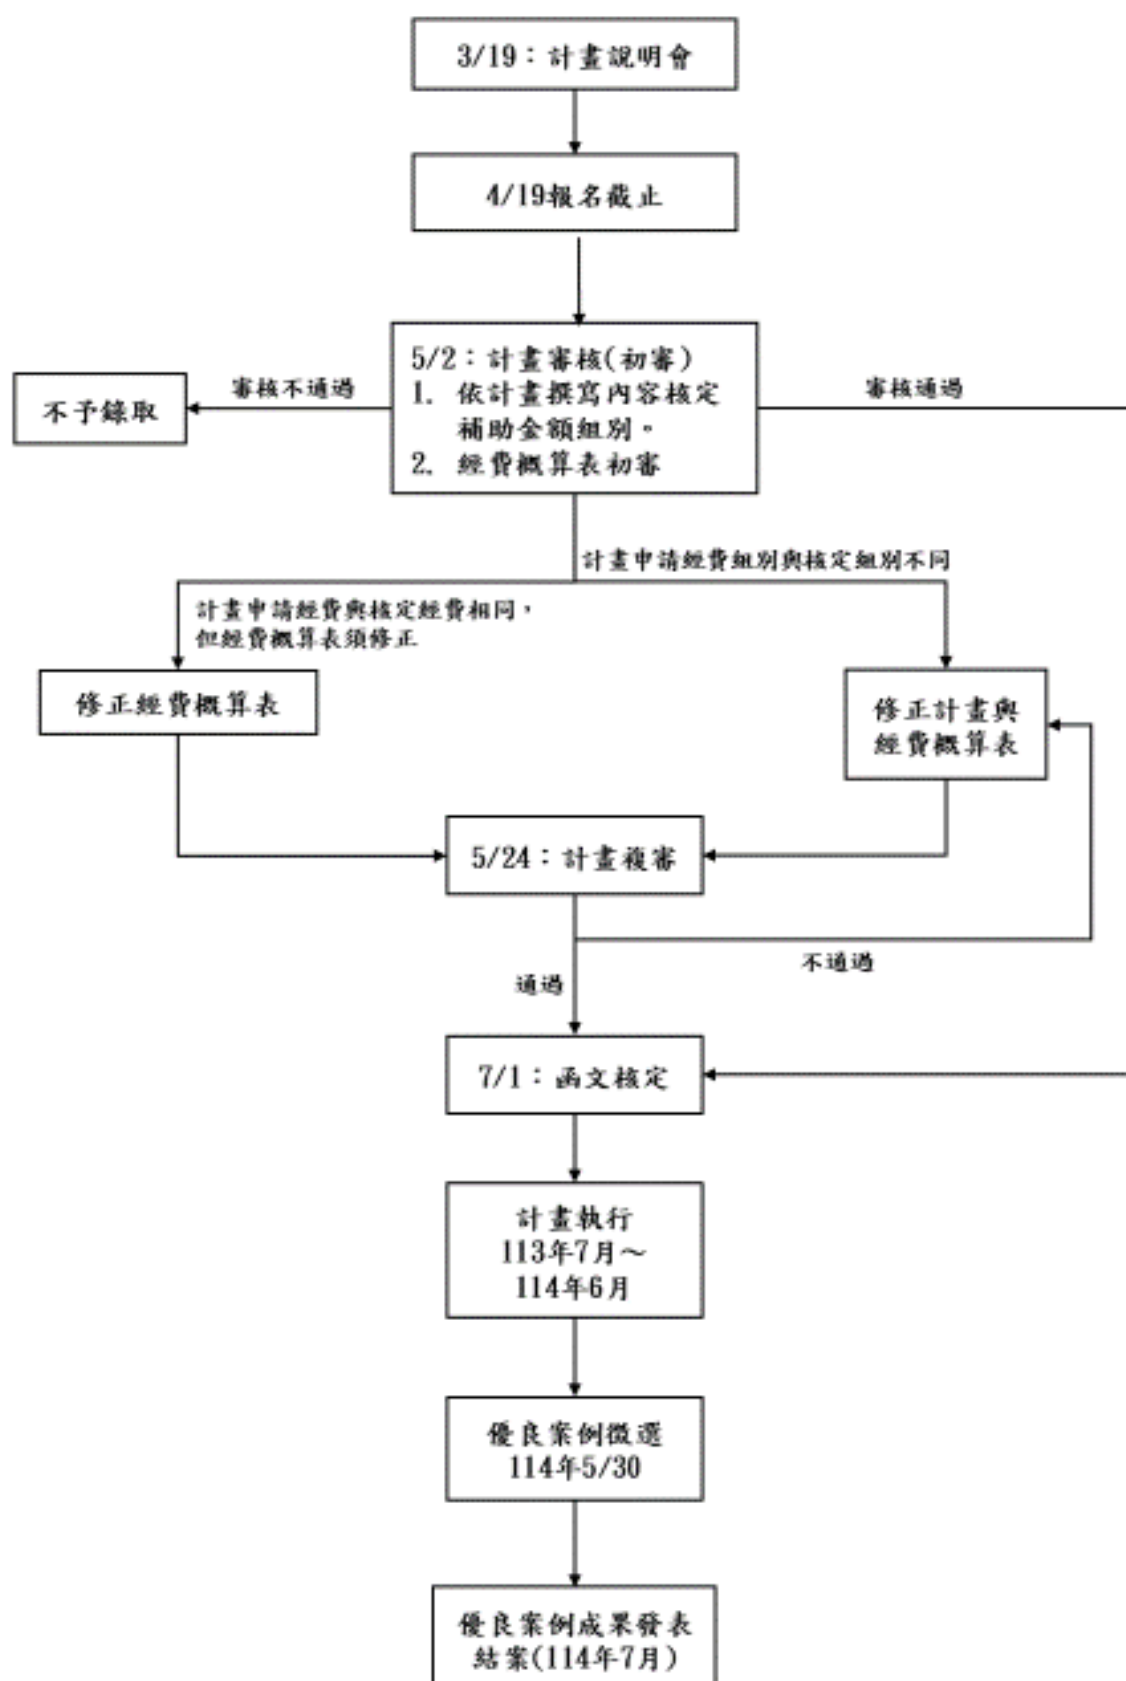 3/19：計畫說明會
4/19報名截止
5/2：計畫審核(初審)
1. 依計畫撰寫內容核定
補助金額組別。
2. 經費概算表初審
審核不通過
不予錄取
審核通過
計畫申請經費組別與核定組別不同
計畫申請經費與核定經費相同，
但經費概算表須修正
修正經費概算表
修正計畫與
經費概算表
5/24：計畫複審
不通過
通過
7/1：函文核定
計畫執行
113年7月～
114年6月
優良案例徵選
114年5/30
優良案例成果發表
結案(114年7月)